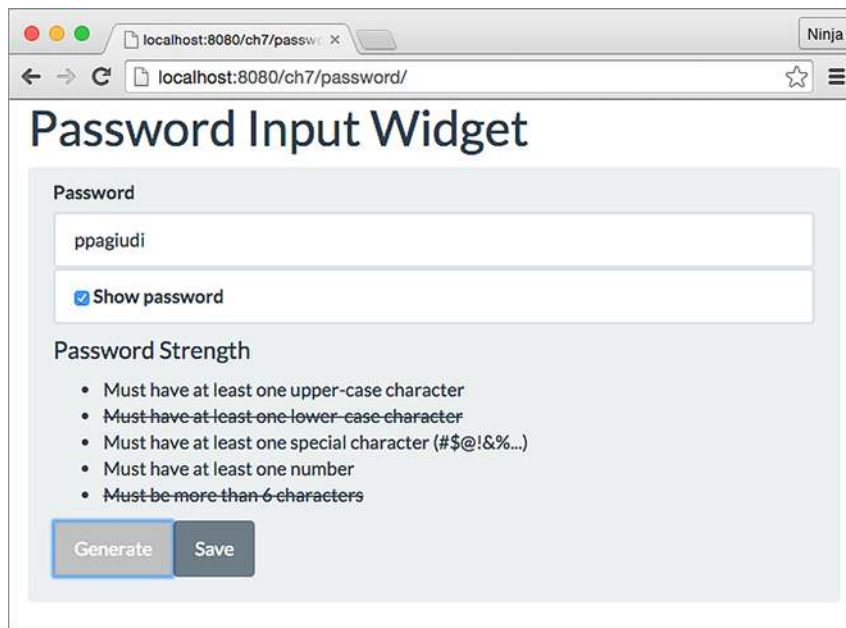 localhost:8080/ch7/passw
Ninja
localhost:8080/ch7/password/
Password Input Widget
Password
ppagiudi
Show password
Password Strength
Must have at least one upper-case character
Must have at least one lower-case character
Must have at least one special character (#$@!&%...)
Must have at least one number
Must be more than 6 characters
Generate Save